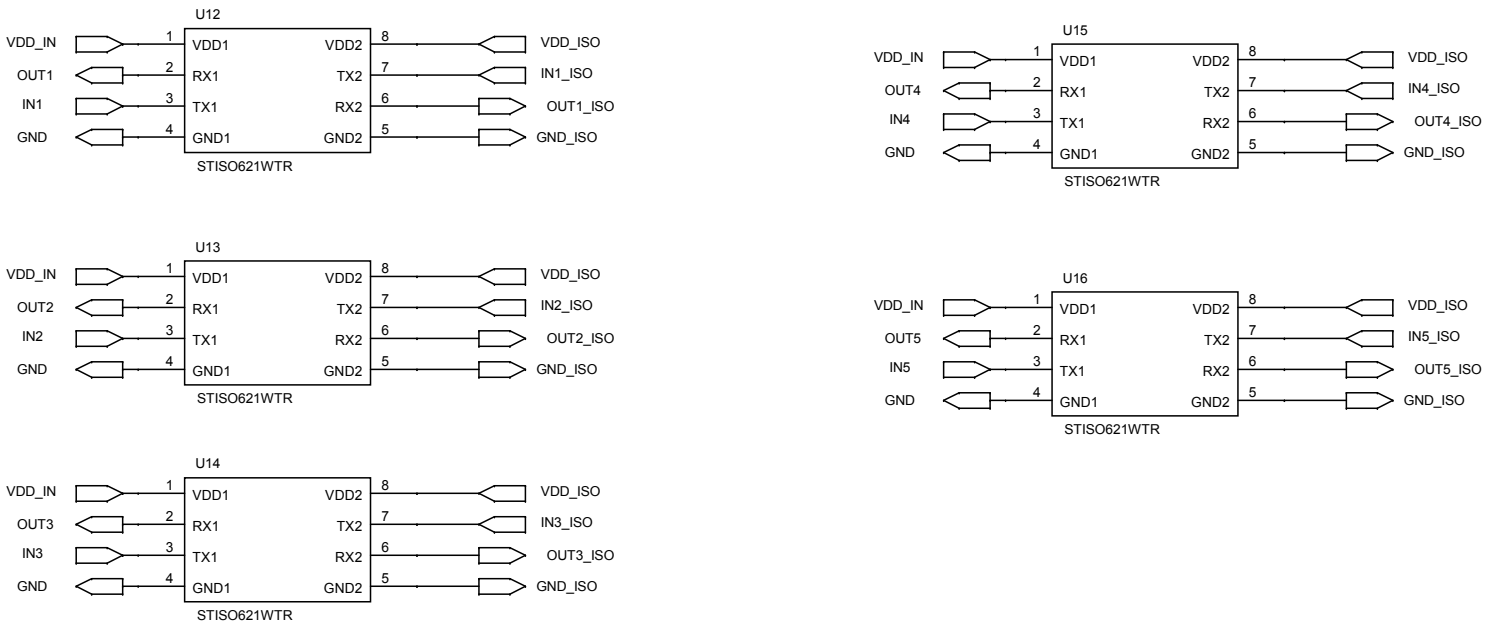 U12
VDD_IN 1 VDD1 VDD2 8 VDD_ISO
OUT1 2 RX1 TX2 7 IN1_ISO
IN1 3 TX1 RX2 6 OUT1_ISO
GND 4 GND1 GND2 5 GND_ISO
STISO621WTR
U13
VDD_IN 1 VDD1 VDD2 8 VDD_ISO
OUT2 2 RX1 TX2 7 IN2_ISO
IN2 3 TX1 RX2 6 OUT2_ISO
GND 4 GND1 GND2 5 GND_ISO
STISO621WTR
U14
VDD_IN 1 VDD1 VDD2 8 VDD_ISO
OUT3 2 RX1 TX2 7 IN3_ISO
IN3 3 TX1 RX2 6 OUT3_ISO
GND 4 GND1 GND2 5 GND_ISO
STISO621WTR
U15
VDD_IN 1 VDD1 VDD2 8 VDD_ISO
OUT4 2 RX1 TX2 7 IN4_ISO
IN4 3 TX1 RX2 6 OUT4_ISO
GND 4 GND1 GND2 5 GND_ISO
STISO621WTR
U16
VDD_IN 1 VDD1 VDD2 8 VDD_ISO
OUT5 2 RX1 TX2 7 IN5_ISO
IN5 3 TX1 RX2 6 OUT5_ISO
GND 4 GND1 GND2 5 GND_ISO
STISO621WTR